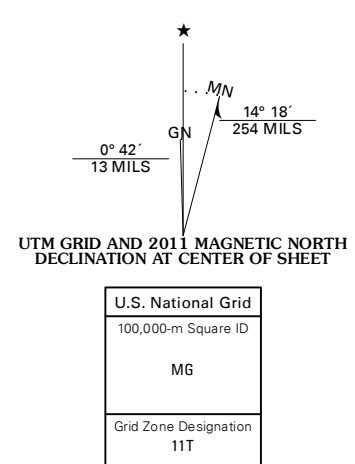 ★
MN
GN
14° 18´
254 MILS
0° 42´
13 MILS
UTM GRID AND 2011 MAGNETIC NORTH
DECLINATION AT CENTER OF SHEET
U.S. National Grid
100,000-m Square ID
MG
Grid Zone Designation
11T